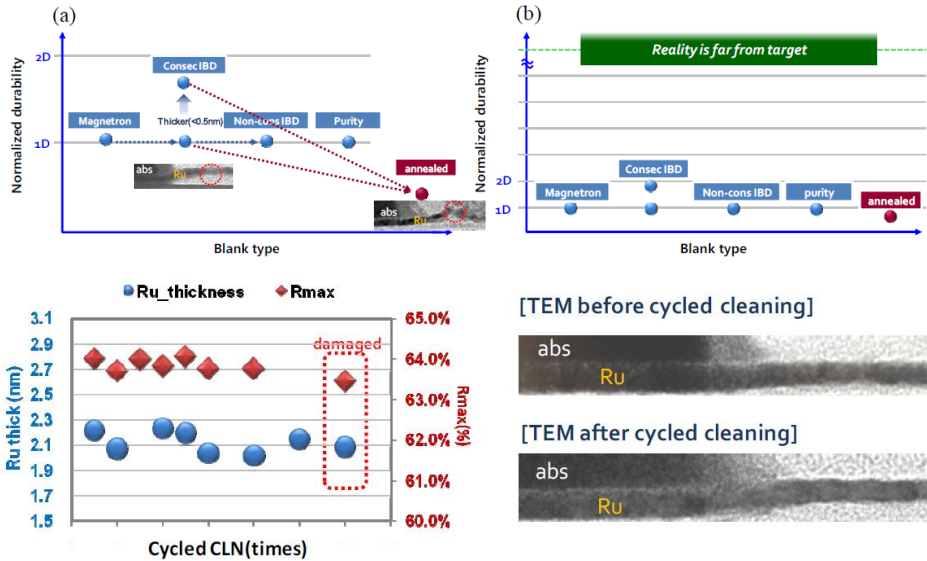 (a)
Normalized durability
2D
1D
Consec IBD
Magnetron
Thicker(<0.5nm)
Non-cons IBD
Purity
abs
Ru
annealed
abs
Ru
Blank type
(b)
Normalized durability
Reality is far from target
2D
1D
Consec IBD
Magnetron
Non-cons IBD
purity
annealed
Blank type
Ru_thickness
Rmax
Ru thick (nm)
3.1
2.9
2.7
2.5
2.3
2.1
1.9
1.7
1.5
damaged
65.0%
64.0%
63.0%
62.0%
61.0%
60.0%
Rmax(%)
Cycled CLN(times)
[TEM before cycled cleaning]
abs
Ru
[TEM after cycled cleaning]
abs
Ru